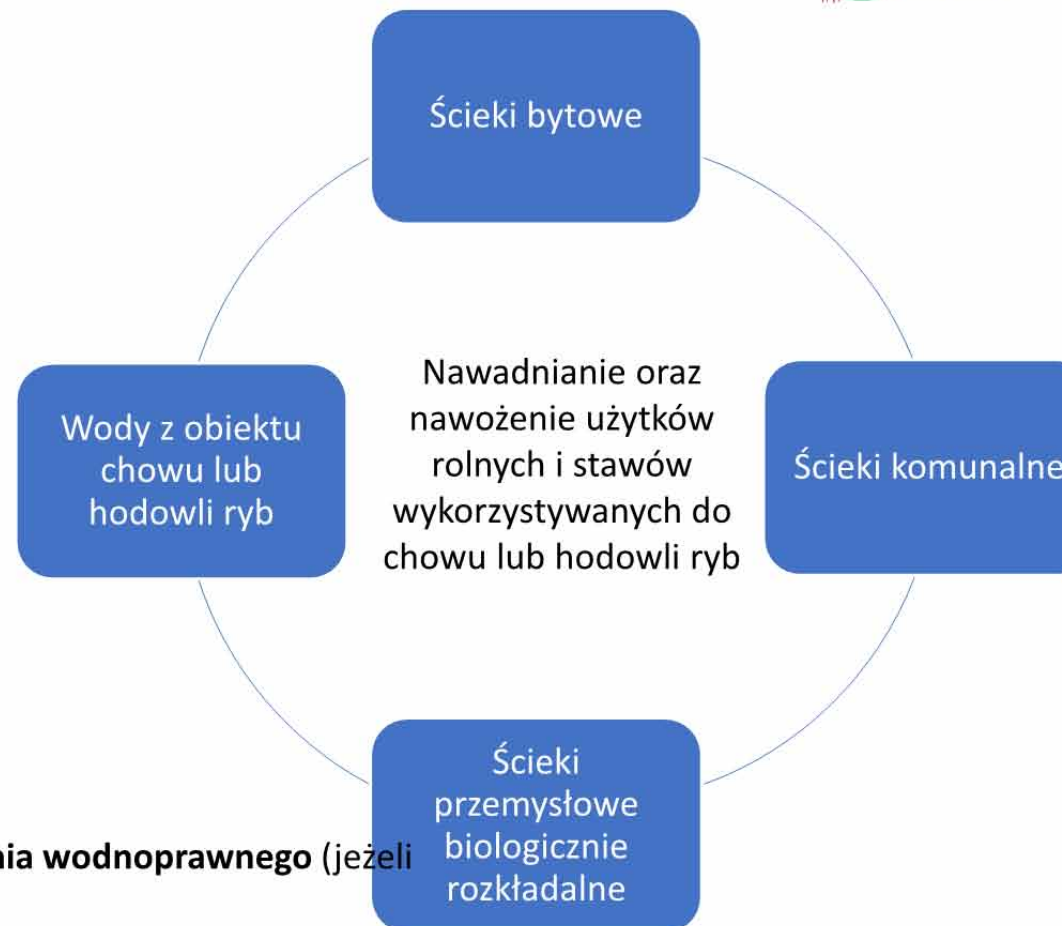 Ścieki bytowe
Wody z obiektu
chowu lub
hodowli ryb
Nawadnianie oraz
nawożenie użytków
rolnych i stawów
wykorzystywanych do
chowu lub hodowli ryb
Ścieki komunalne
Ścieki
przemysłowe
biologicznie
rozkładalne
wodnoprawnego (jeżeli